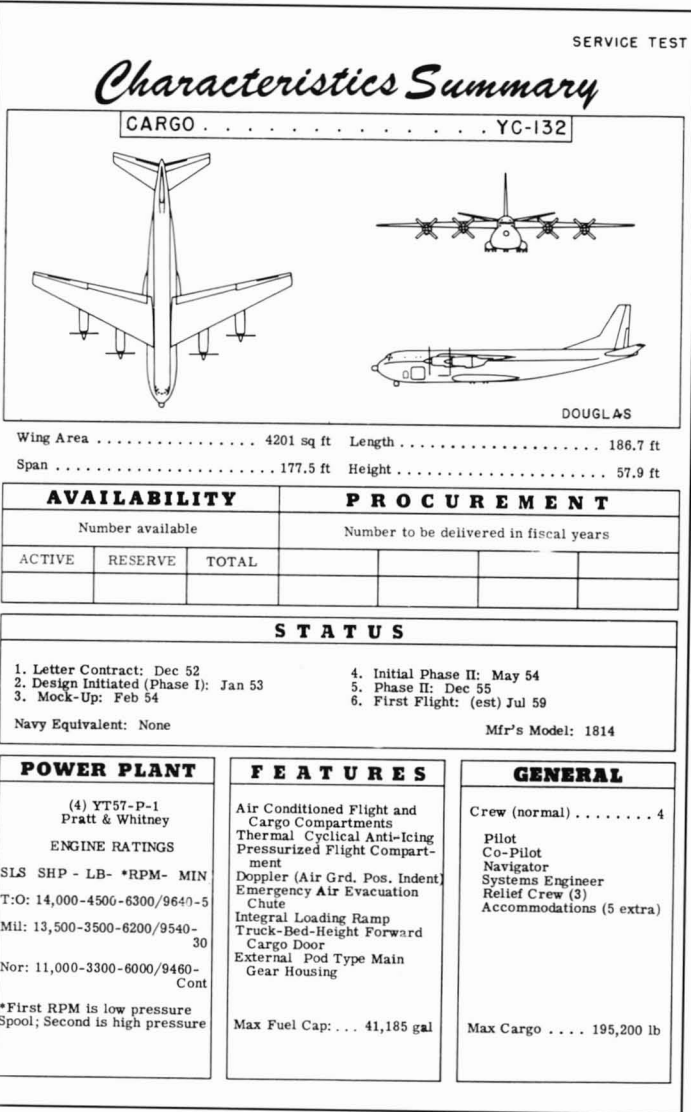 SERVICE TEST
Characteristics Summary
CARGO . . . . . . . . . . . . . . YC-132
DOUGLAS
Wing Area . . . . . . . . . . . . . . . . 4201 sq ft Length . . . . . . . . . . . . . . . . . . . . . 186.7 ft
Span . . . . . . . . . . . . . . . . . . . . . . 177.5 ft Height . . . . . . . . . . . . . . . . . . . . . 57.9 ft
AVAILABILITY
Number available
ACTIVE RESERVE TOTAL
PROCUREMENT
Number to be delivered in fiscal years
STATUS
1. Letter Contract: Dec 52
2. Design Initiated (Phase I): Jan 53
3. Mock-Up: Feb 54
4. Initial Phase II: May 54
5. Phase II: Dec 55
6. First Flight: (est) Jul 59
Navy Equivalent: None
Mfr's Model: 1814
POWER PLANT
(4) YT57-P-1
Pratt & Whitney
ENGINE RATINGS
SLS SHP - LB- *RPM- MIN
T:O: 14,000-4500-6300/9640-5
Mil: 13,500-3500-6200/9540-
30
Nor: 11,000-3300-6000/9460-
Cont
*First RPM is low pressure
Spool; Second is high pressure
FEATURES
Air Conditioned Flight and
Cargo Compartments
Thermal Cyclical Anti-Icing
Pressurized Flight Compart-
ment
Doppler (Air Grd. Pos. Indent)
Emergency Air Evacuation
Chute
Integral Loading Ramp
Truck-Bed-Height Forward
Cargo Door
External Pod Type Main
Gear Housing
Max Fuel Cap: . . . 41,185 gal
GENERAL
Crew (normal) . . . . . . . . 4
Pilot
Co-Pilot
Navigator
Systems Engineer
Relief Crew (3)
Accommodations (5 extra)
Max Cargo . . . . 195,200 lb